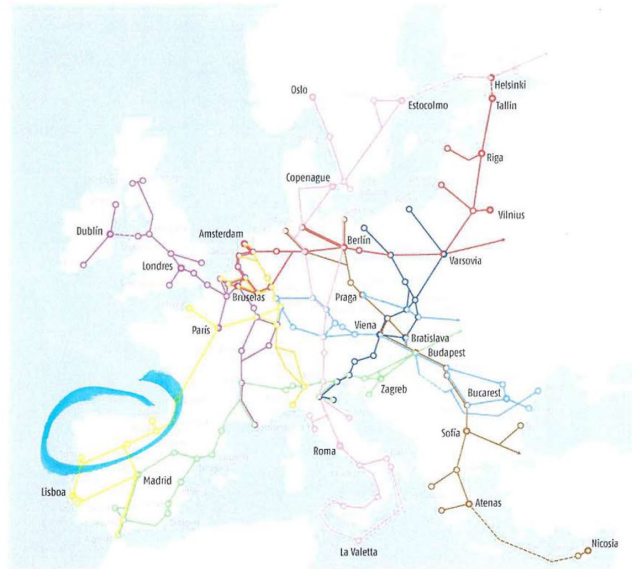 Helsinki
Oslo
Estocolmo
Tallín
Riga
Copenague
Vilnius
Dublín
Amsterdam
Berlín
Londres
Varsovia
Bruselas
Praga
París
Viena
Bratislava
Budapest
Zagreb
Bucarest
Sofía
Roma
Madrid
Lisboa
Atenas
La Valetta
Nicosia